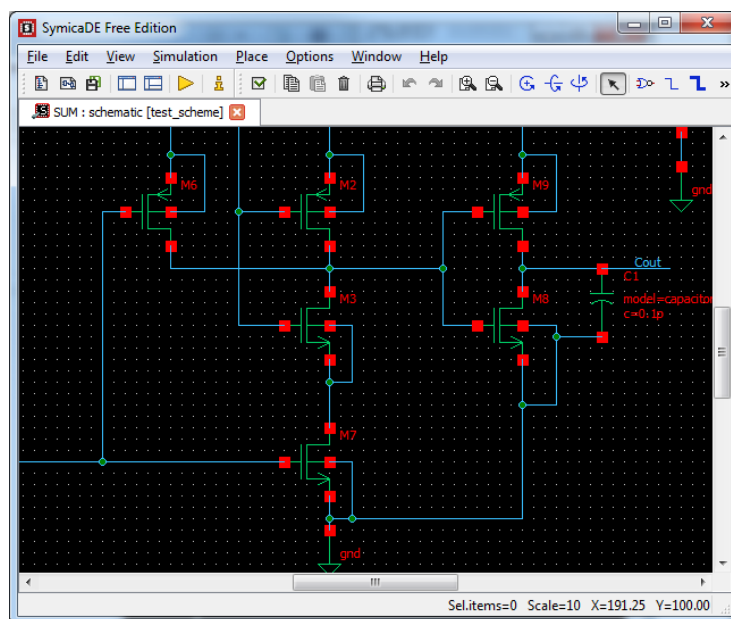 SymicaDE Free Edition
File Edit View Simulation Place Options Window Help
SUM : schematic [test_scheme]
M6
M2
M9
gnd
Cout
C1
M3
M8
model=capacitor
c=0.1p
M7
gnd
Sel.items=0 Scale=10 X=191.25 Y=100.00